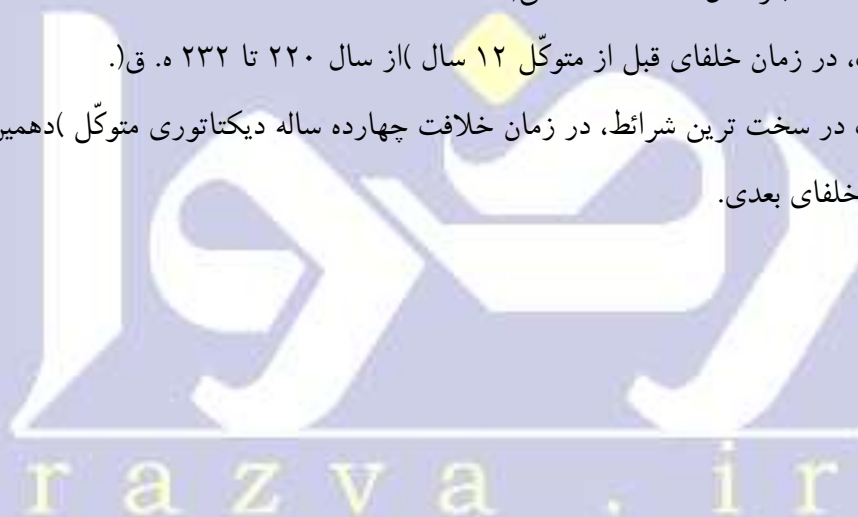 ، در زمان خلفای قبل از متوکّل ۱۲ سال )از سال ۲۲۰ تا ۲۳۲ ه. ق(.
، در سخت ترین شرائط، در زمان خلافت چهارده ساله دیکتاتوری متوکّل )دهمین
خلفای بعدی.
رضوا
razva.ir